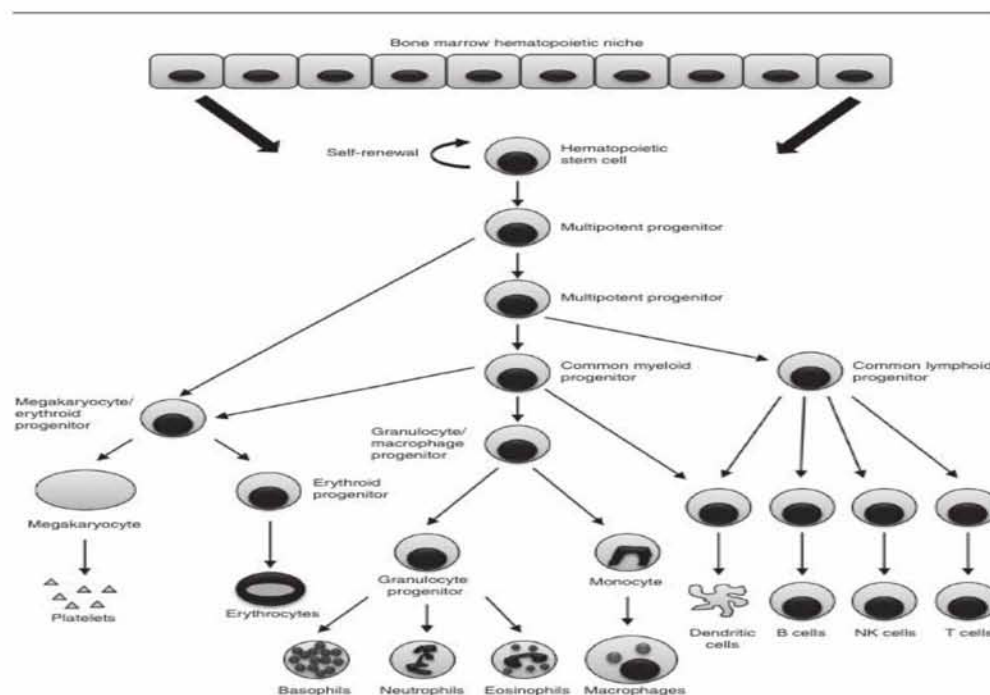 Bone marrow hematopoietic niche
Self-renewal
Hematopoietic
stem cell
Multipotent progenitor
Multipotent progenitor
Common myeloid
progenitor
Common lymphoid
progenitor
Megakaryocyte/
erythroid
progenitor
Granulocyte/
macrophage
progenitor
Erythroid
progenitor
Megakaryocyte
Granulocyte
progenitor
Monocyte
Platelets
Erythrocytes
Dendritic
cells
B cells
NK cells
T cells
Basophils
Neutrophils
Eosinophils
Macrophages